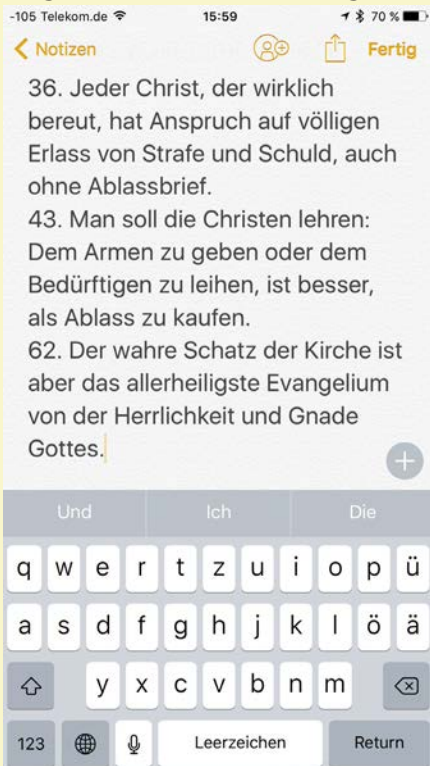 -105 Telekom.de 15:59 70 %
Notizen Fertig
36. Jeder Christ, der wirklich
bereut, hat Anspruch auf völligen
Erlass von Strafe und Schuld, auch
ohne Ablassbrief.
43. Man soll die Christen lehren:
Dem Armen zu geben oder dem
Bedürftigen zu leihen, ist besser,
als Ablass zu kaufen.
62. Der wahre Schatz der Kirche ist
aber das allerheiligste Evangelium
von der Herrlichkeit und Gnade
Gottes.
Und Ich Die
q w e r t z u i o p ü
a s d f g h j k l ö ä
y x c v b n m
123 Leerzeichen Return